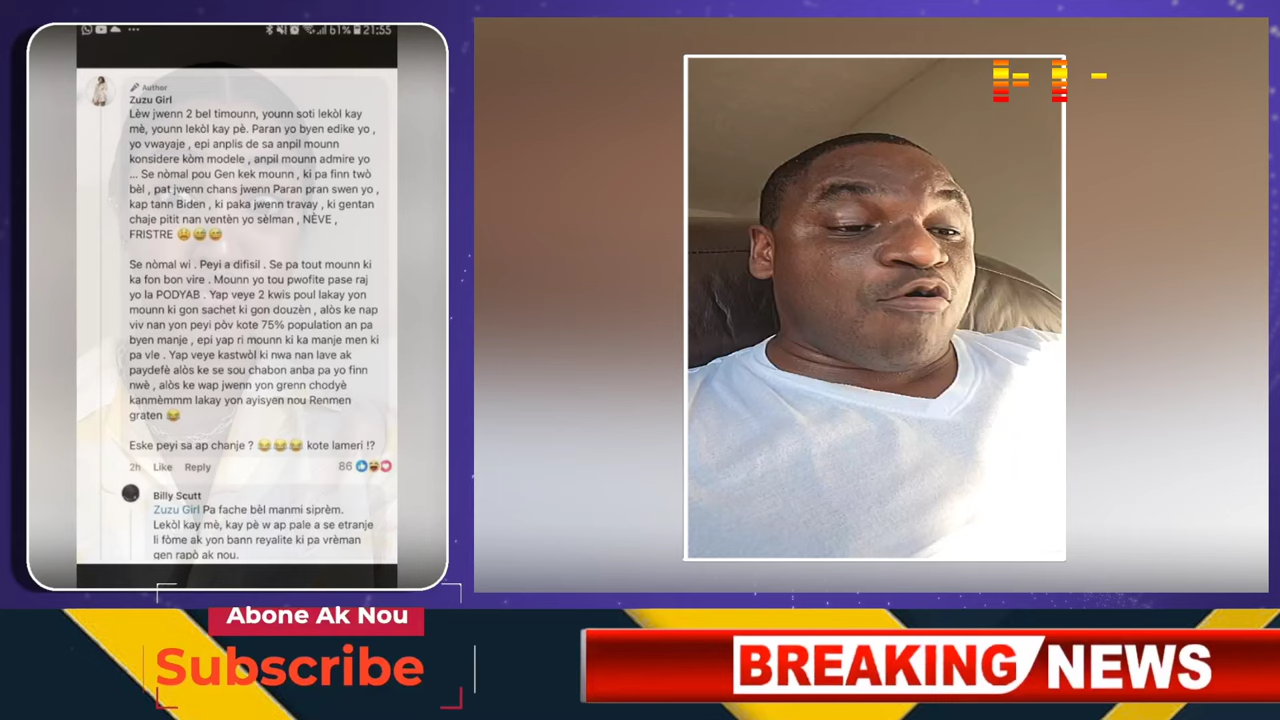 61% 21:55
Author
Zuzu Girl
Lèw jwenn 2 bel timounn, younn soti lekòl kay
mè, younn lekòl kay pè. Paran yo byen edike yo ,
yo vwayaje , epi anplis de sa anpil mounn
konsidere kòm modele , anpil mounn admire yo
... Se nòmal pou Gen kek mounn , ki pa finn twò
bèl , pat jwenn chans jwenn Paran pran swen yo ,
kap tann Biden , ki paka jwenn travay , ki gentan
chaje pitit nan ventèn yo sèlman , NÈVE ,
FRISTRE 😩😅😅
Se nòmal wi . Peyi a difisil . Se pa tout mounn ki
ka fon bon vire . Mounn yo tou pwofite pase raj
yo la PODYAB . Yap veye 2 kwis poul lakay yon
mounn ki gon sachet ki gon douzèn , alòs ke nap
viv nan yon peyi pòv kote 75% population an pa
byen manje , epi yap ri mounn ki ka manje men ki
pa vle . Yap veye kastwòl ki nwa nan lave ak
paydefè alòs ke se sou chabon anba pa yo finn
nwè , alòs ke wap jwenn yon grenn chodyè
kanmèmmm lakay yon ayisyen nou Renmen
graten 😂
Eske peyi sa ap chanje ? 😂😂😂 kote lameri !?
2h Like Reply 86
Billy Scutt
Zuzu Girl Pa fache bèl manmi siprèm.
Lekòl kay mè, kay pè w ap pale a se etranje
li fòme ak yon bann reyalite ki pa vrèman
gen rapò ak nou.
Abone Ak Nou
Subscribe
BREAKING NEWS